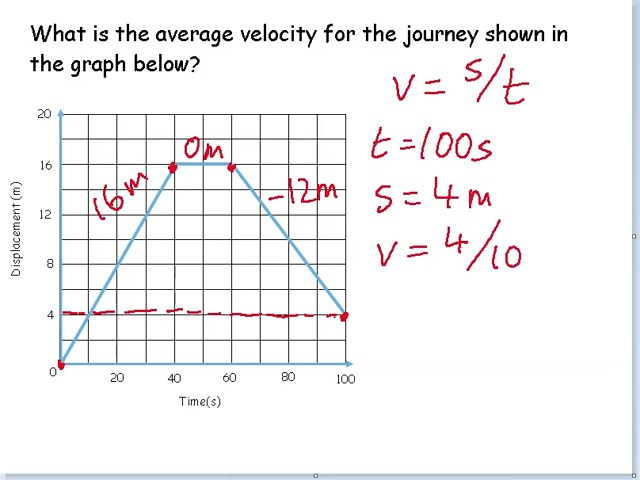 What is the average velocity for the journey shown in
the graph below?
v = s/t
20
0m
t = 100s
16
16m
-12m
s = 4m
12
Displacement (m)
v = 4/10
8
4
0
20
40
60
80
100
Time(s)